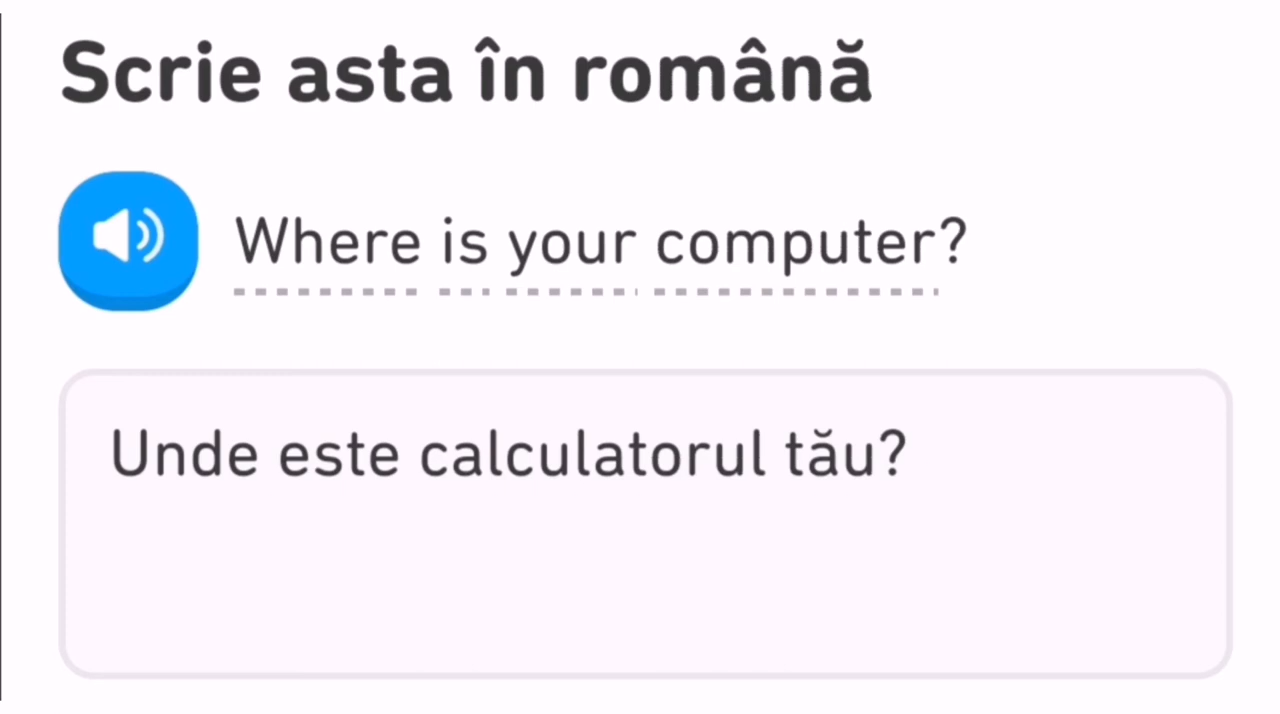 Scrie asta în română
Where is your computer?
Unde este calculatorul tău?